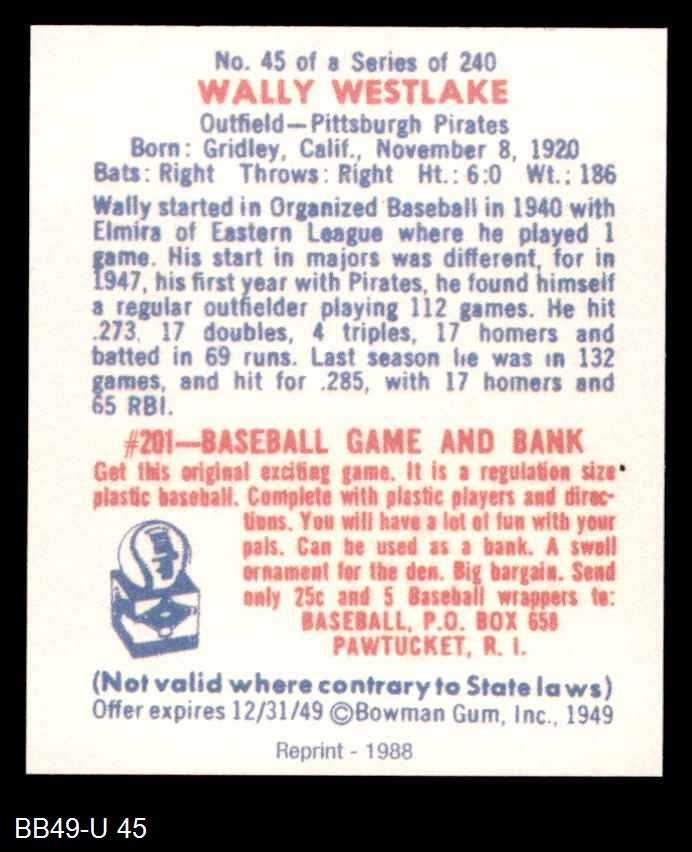 No. 45 of a Series of 240
WALLY WESTLAKE
Outfield—Pittsburgh Pirates
Born: Gridley, Calif., November 8, 1920
Bats: Right Throws: Right Ht.: 6:0 Wt.: 186
Wally started in Organized Baseball in 1940 with
Elmira of Eastern League where he played 1
game. His start in majors was different, for in
1947, his first year with Pirates, he found himself
a regular outfielder playing 112 games. He hit
.273, 17 doubles, 4 triples, 17 homers and
batted in 69 runs. Last season he was in 132
games, and hit for .285, with 17 homers and
65 RBI.
#201—BASEBALL GAME AND BANK
Get this original exciting game. It is a regulation size
plastic baseball. Complete with plastic players and direc-
tions. You will have a lot of fun with your
pals. Can be used as a bank. A swell
ornament for the den. Big bargain. Send
only 25c and 5 Baseball wrappers to:
BASEBALL, P.O. BOX 658
PAWTUCKET, R. I.
(Not valid where contrary to State laws)
Offer expires 12/31/49 ©Bowman Gum, Inc., 1949
Reprint - 1988
BB49-U 45